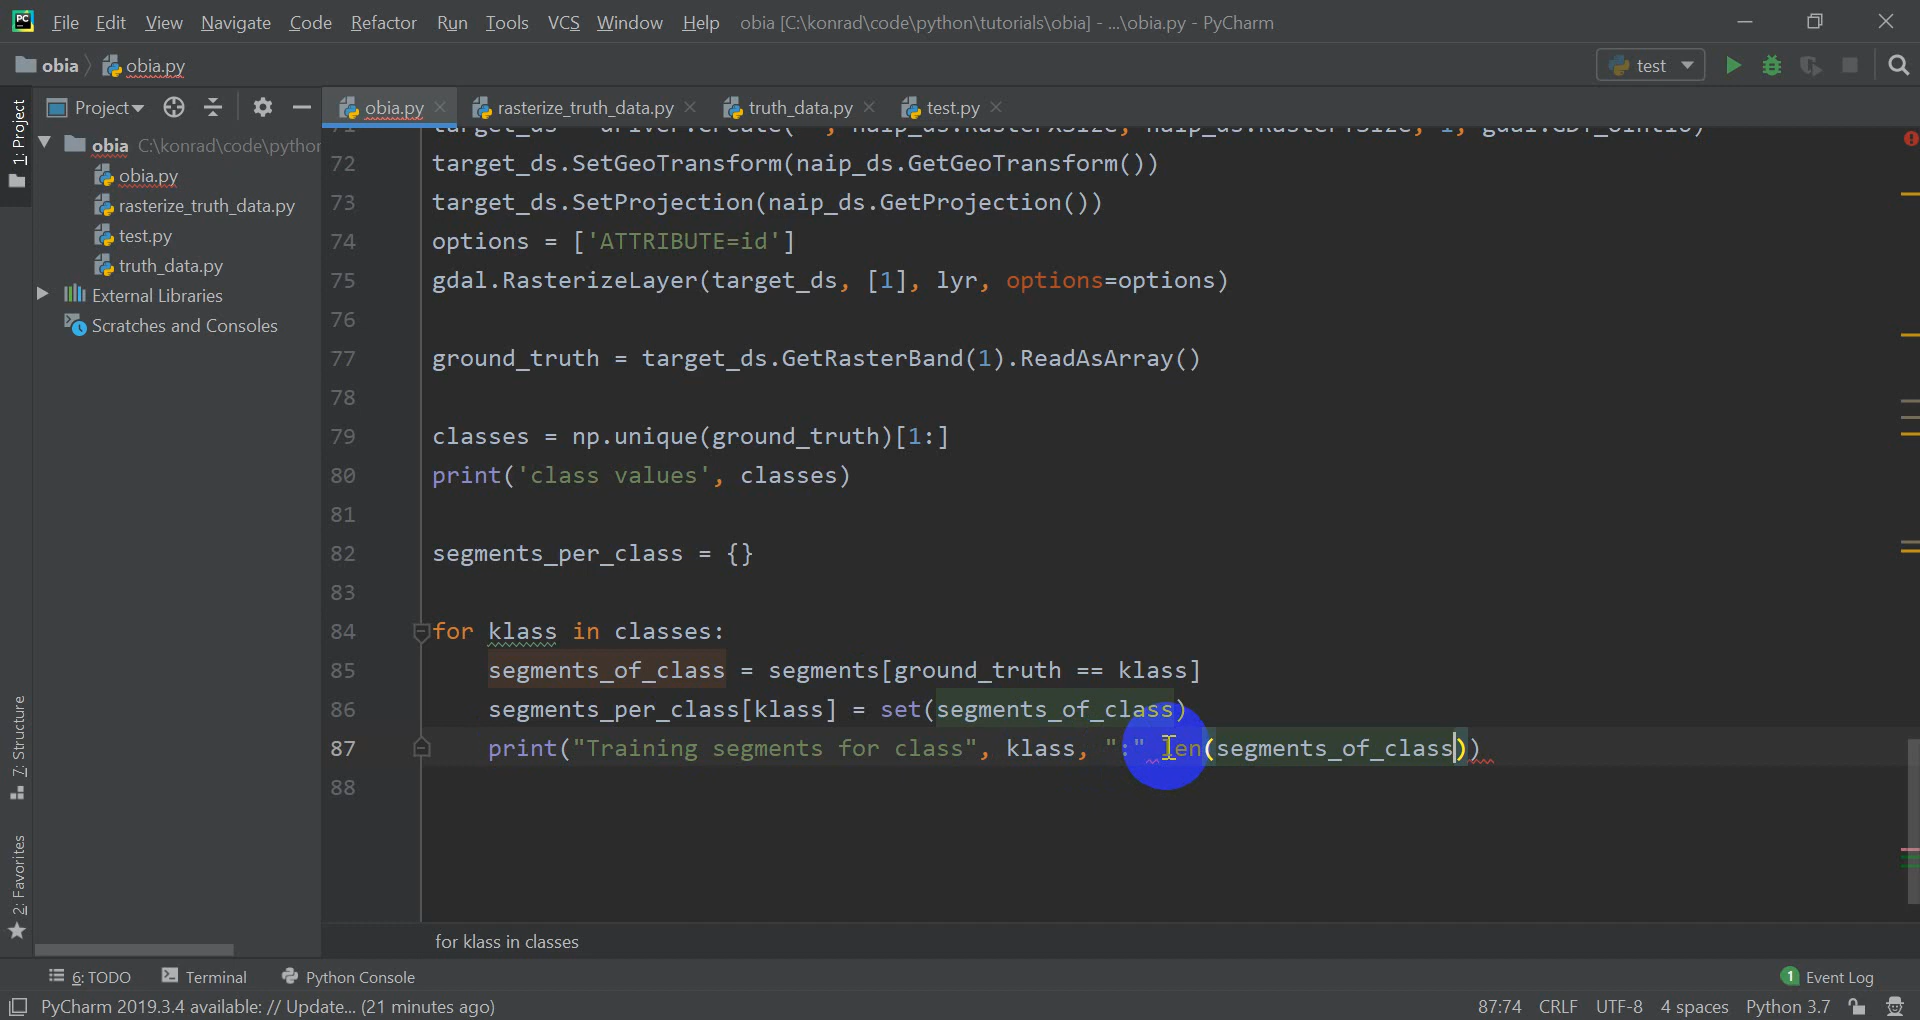 File Edit View Navigate Code Refactor Run Tools VCS Window Help obia [C:\konrad\code\python\tutorials\obia] - ...\obia.py - PyCharm
obia obia.py test
1: Project
Project
obia.py rasterize_truth_data.py truth_data.py test.py
obia C:\konrad\code\python
obia.py
rasterize_truth_data.py
test.py
truth_data.py
External Libraries
Scratches and Consoles
72 target_ds.SetGeoTransform(naip_ds.GetGeoTransform())
73 target_ds.SetProjection(naip_ds.GetProjection())
74 options = ['ATTRIBUTE=id']
75 gdal.RasterizeLayer(target_ds, [1], lyr, options=options)
76
77 ground_truth = target_ds.GetRasterBand(1).ReadAsArray()
78
79 classes = np.unique(ground_truth)[1:]
80 print('class values', classes)
81
82 segments_per_class = {}
83
84 for klass in classes:
85 segments_of_class = segments[ground_truth == klass]
86 segments_per_class[klass] = set(segments_of_class)
87 print("Training segments for class", klass, ":" len(segments_of_class))
88
7: Structure
2: Favorites
for klass in classes
6: TODO Terminal Python Console 1 Event Log
PyCharm 2019.3.4 available: // Update... (21 minutes ago) 87:74 CRLF UTF-8 4 spaces Python 3.7